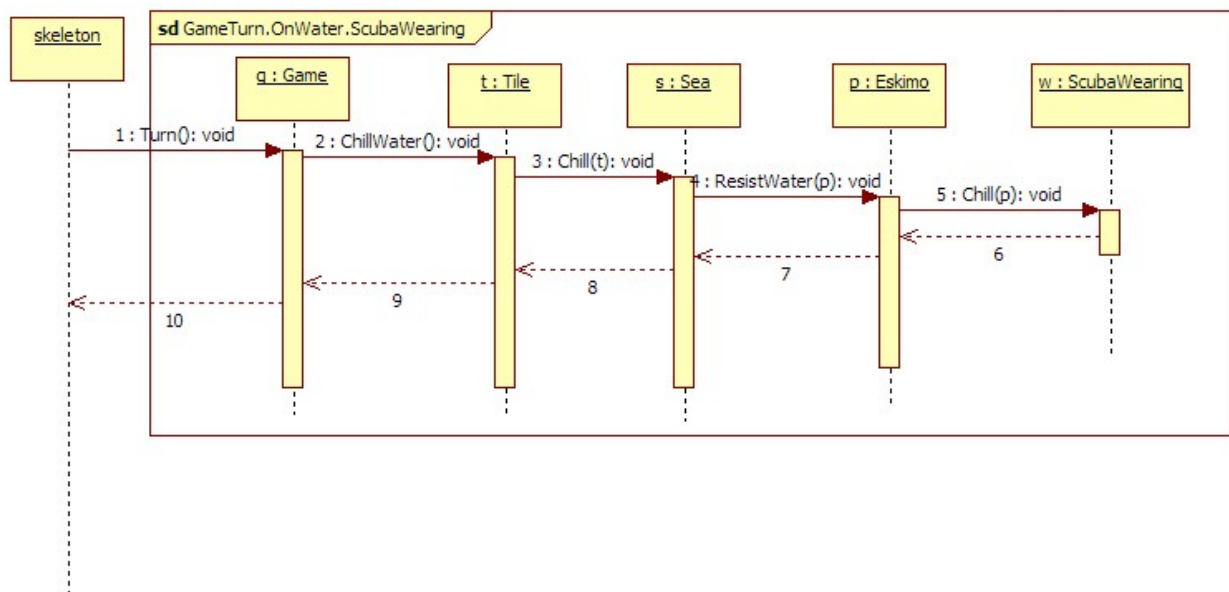 sd GameTurn.OnWater.ScubaWearing
skeleton
g : Game
t : Tile
s : Sea
p : Eskimo
w : ScubaWearing
1 : Turn(): void
2 : ChillWater(): void
3 : Chill(t): void
4 : ResistWater(p): void
5 : Chill(p): void
6
7
8
9
10